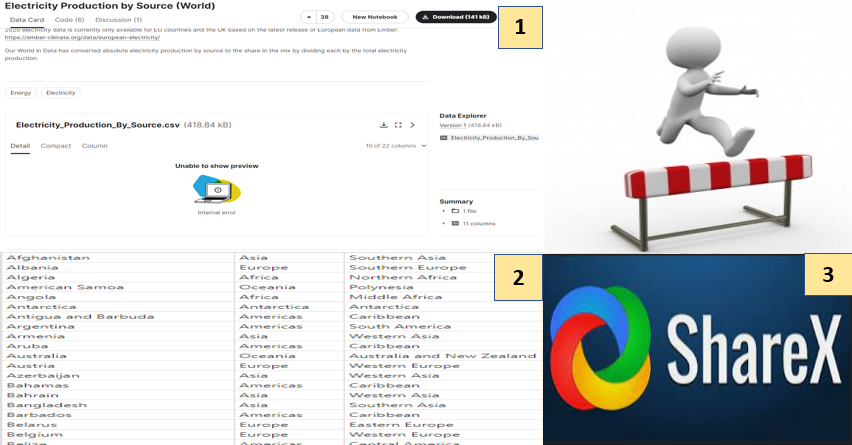 Electricity Production by Source (World)
Data Card Code (6) Discussion (1)
38 New Notebook Download (141 kB)
1
2020 electricity data is currently only available for EU countries and the UK based on the latest release of European data from Ember:
https://ember-climate.org/data/european-electricity/
Our World in Data has converted absolute electricity production by source to the share in the mix by dividing each by the total electricity
production.
Energy Electricity
Electricity_Production_By_Source.csv (418.84 kB)
Detail Compact Column 10 of 22 columns
Unable to show preview
Internal error
Data Explorer
Version 1 (418.84 kB)
Electricity_Production_By_Sou
Summary
1 file
11 columns
2
Afghanistan Asia Southern Asia
Albania Europe Southern Europe
Algeria Africa Northern Africa
American Samoa Oceania Polynesia
Angola Africa Middle Africa
Antarctica Antarctica Antarctica
Antigua and Barbuda Americas Caribbean
Argentina Americas South America
Armenia Asia Western Asia
Aruba Americas Caribbean
Australia Oceania Australia and New Zealand
Austria Europe Western Europe
Azerbaijan Asia Western Asia
Bahamas Americas Caribbean
Bahrain Asia Western Asia
Bangladesh Asia Southern Asia
Barbados Americas Caribbean
Belarus Europe Eastern Europe
Belgium Europe Western Europe
Belize Americas Central America
3
ShareX